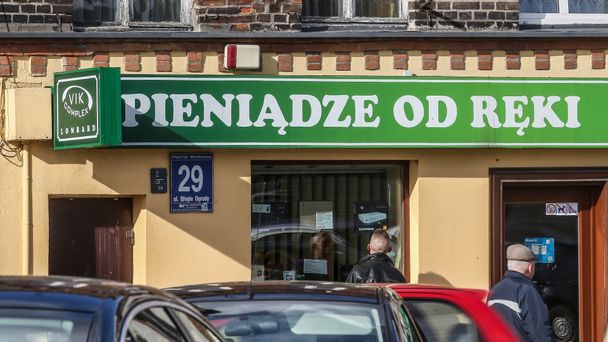 VIK
COMPLEX
LOMBARD
PIENIĄDZE OD RĘKI
29
ul. Długie Ogrody